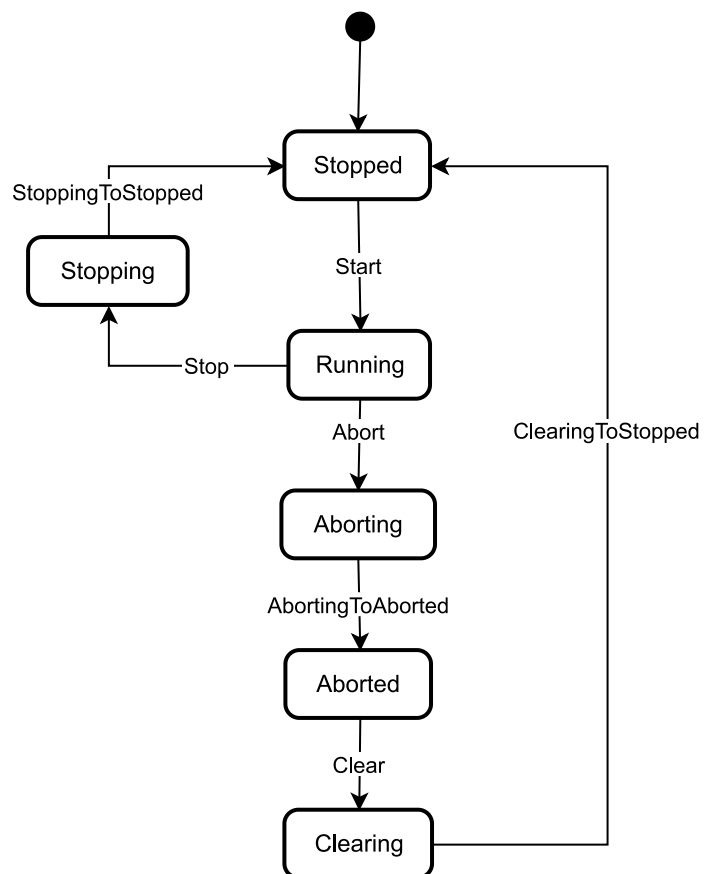 Stopped
StoppingToStopped
Stopping
Start
Running
Stop
Abort
ClearingToStopped
Aborting
AbortingToAborted
Aborted
Clear
Clearing